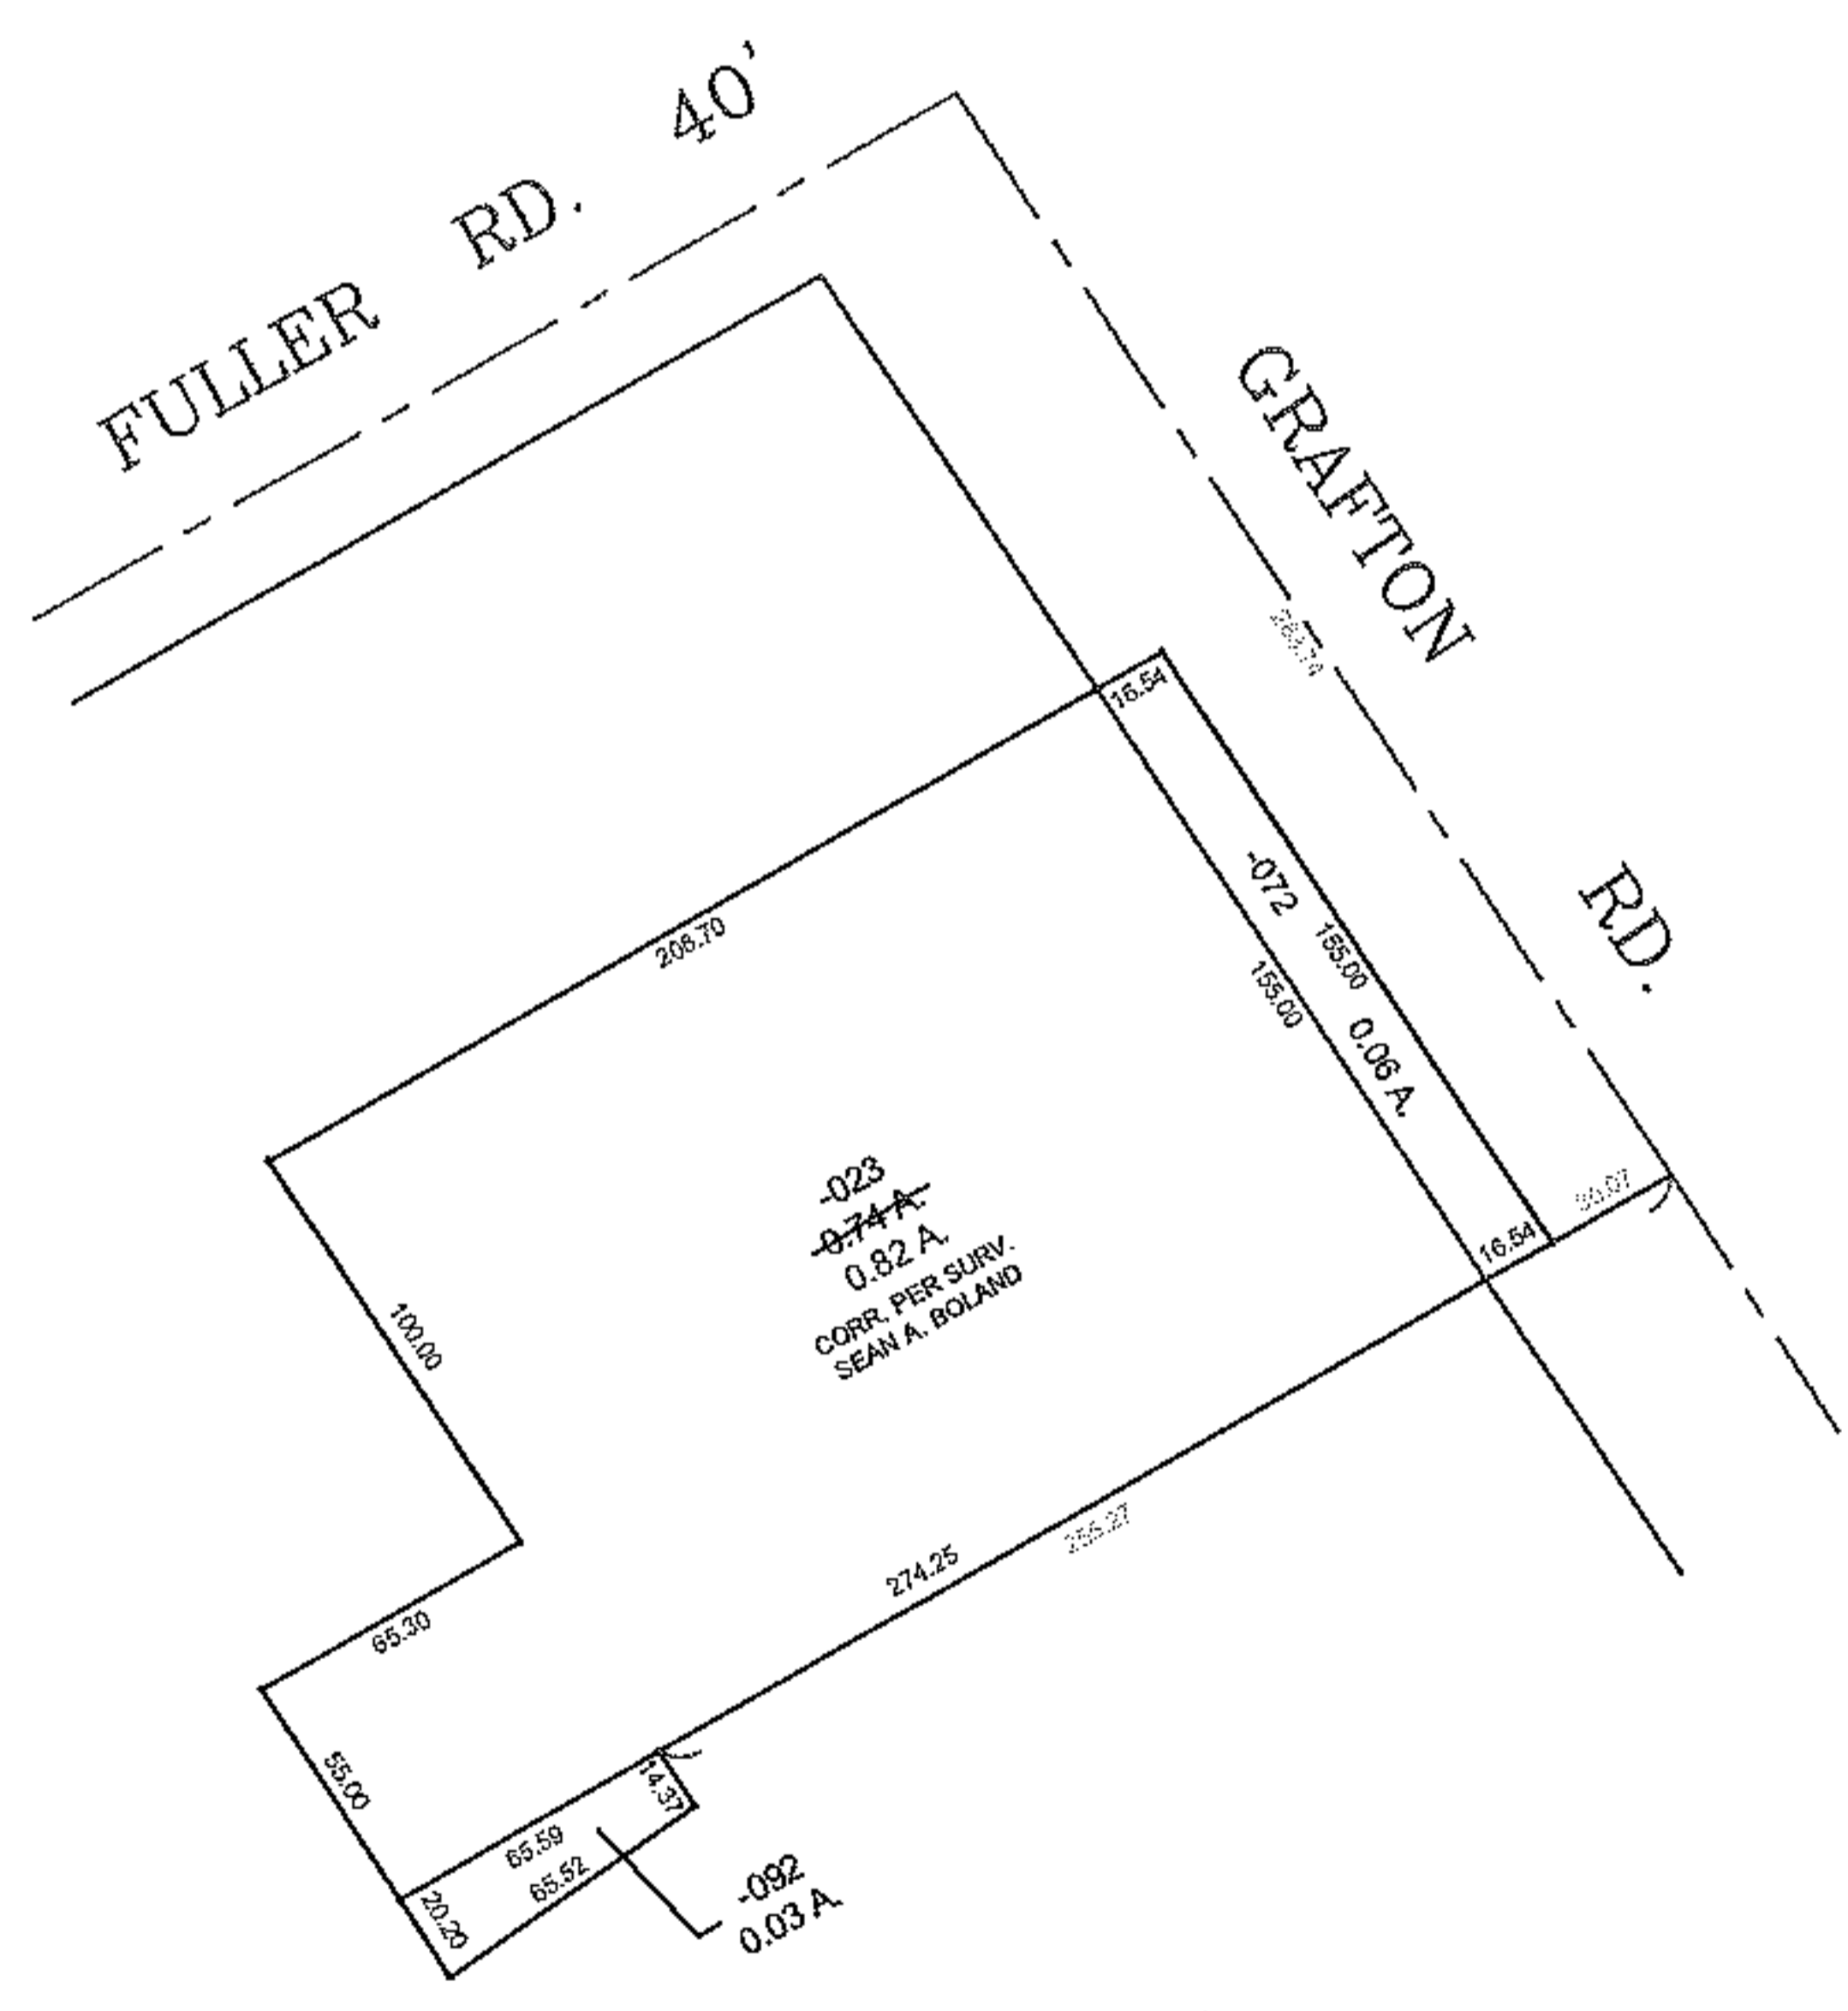 FULLER RD. 40'
GRAFTON RD.
16.54
208.70
-072
155.00
0.06 A.
155.00
-023
0.74 A.
0.82 A.
CORR. PER SURV.
SEAN A. BOLAND
16.54
100.00
274.25
255.27
65.30
55.00
14.37
65.59
65.52
20.20
-092
0.03 A.